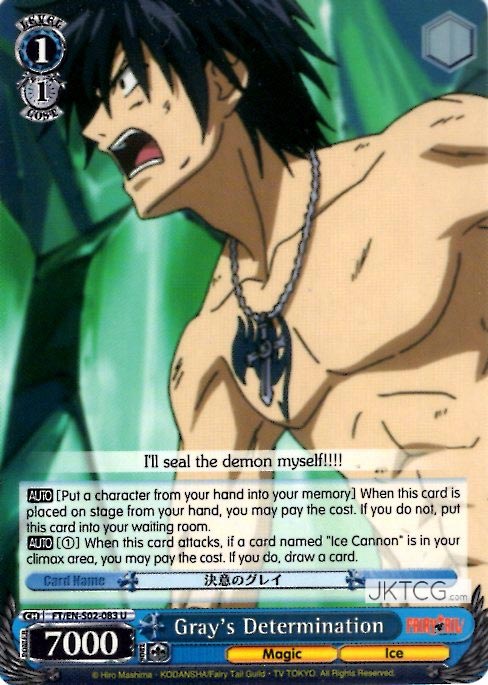 LEVEL
1
1
COST
I'll seal the demon myself!!!!
AUTO [Put a character from your hand into your memory] When this card is
placed on stage from your hand, you may pay the cost. If you do not, put
this card into your waiting room.
AUTO [①] When this card attacks, if a card named "Ice Cannon" is in your
climax area, you may pay the cost. If you do, draw a card.
Card Name 決意のグレイ
JKTCG.com
CH FT/EN-S02-083 U
POWER 7000 SOUL
Gray's Determination
FAIRY TAIL
Magic Ice
© Hiro Mashima・KODANSHA/Fairy Tail Guild・TV TOKYO. All Rights Reserved.